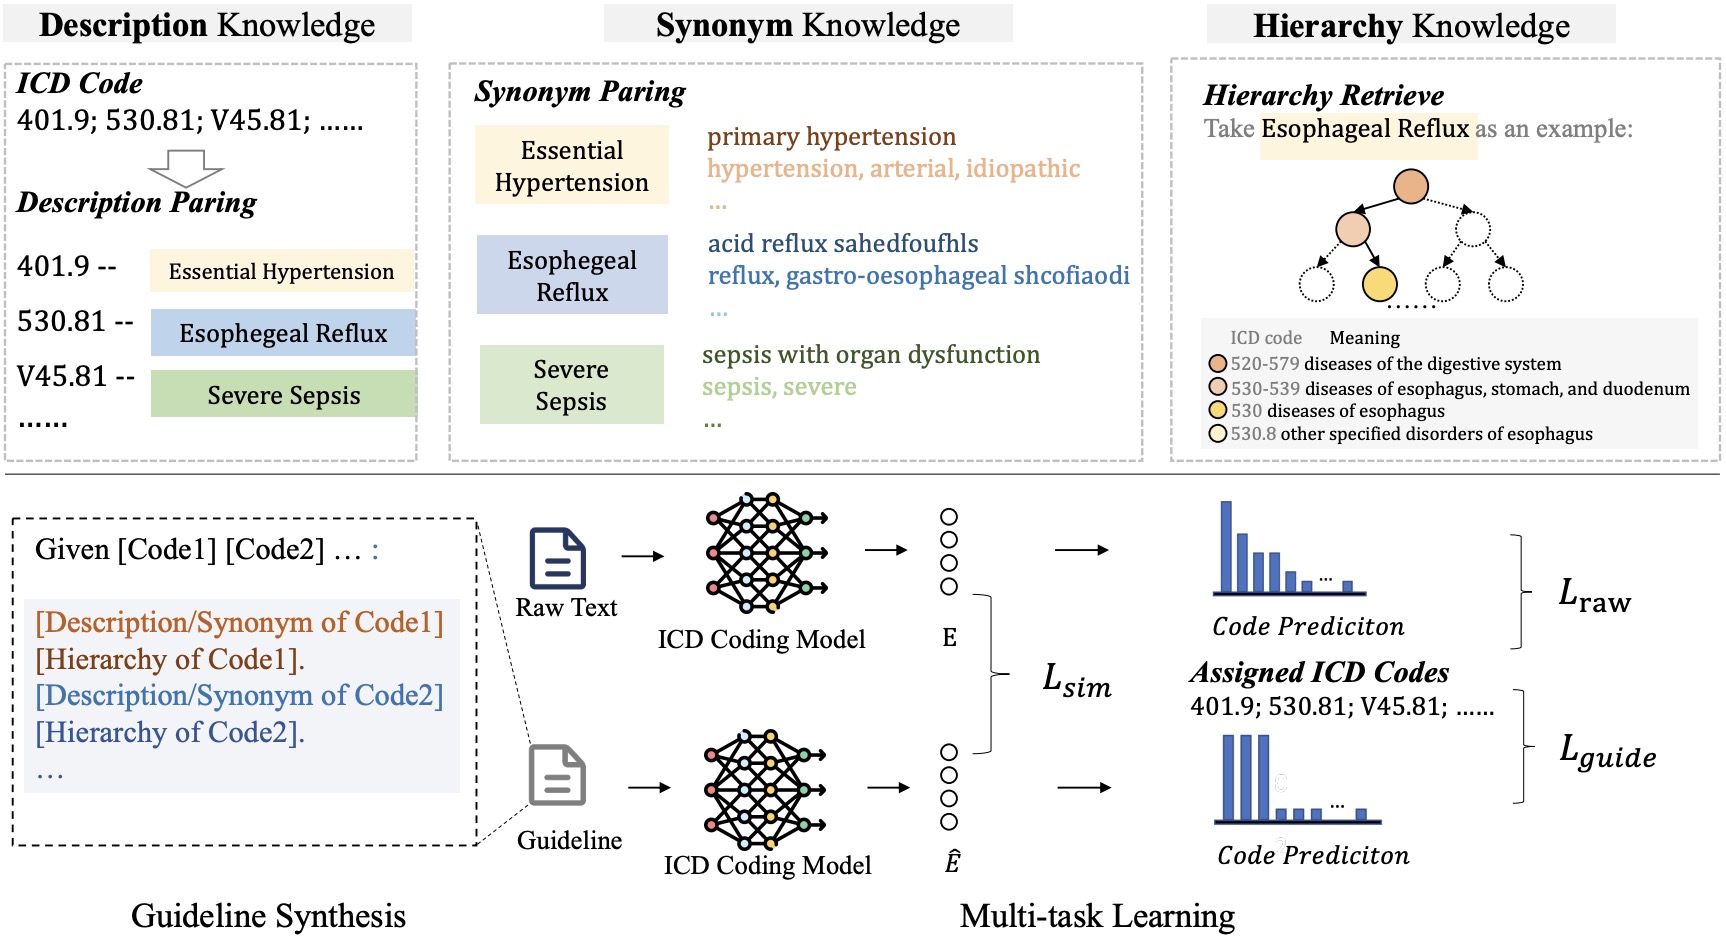 Description Knowledge
ICD Code
401.9; 530.81; V45.81; ......
Description Paring
401.9 --
Essential Hypertension
530.81 --
Esophegeal Reflux
V45.81 --
Severe Sepsis
......
Synonym Knowledge
Synonym Paring
Essential
Hypertension
primary hypertension
hypertension, arterial, idiopathic
...
Esophegeal
Reflux
acid reflux sahedfoufhls
reflux, gastro-oesophageal shcofiaodi
...
Severe
Sepsis
sepsis with organ dysfunction
sepsis, severe
...
Hierarchy Knowledge
Hierarchy Retrieve
Take Esophageal Reflux as an example:
......
ICD code Meaning
520-579 diseases of the digestive system
530-539 diseases of esophagus, stomach, and duodenum
530 diseases of esophagus
530.8 other specified disorders of esophagus
Given [Code1] [Code2] ... :
[Description/Synonym of Code1]
[Hierarchy of Code1].
[Description/Synonym of Code2]
[Hierarchy of Code2].
...
Raw Text
ICD Coding Model
E
...
Code Prediciton
L_raw
L_sim
Assigned ICD Codes
401.9; 530.81; V45.81; ......
Guideline
ICD Coding Model
Ê
...
Code Prediciton
L_guide
Guideline Synthesis
Multi-task Learning